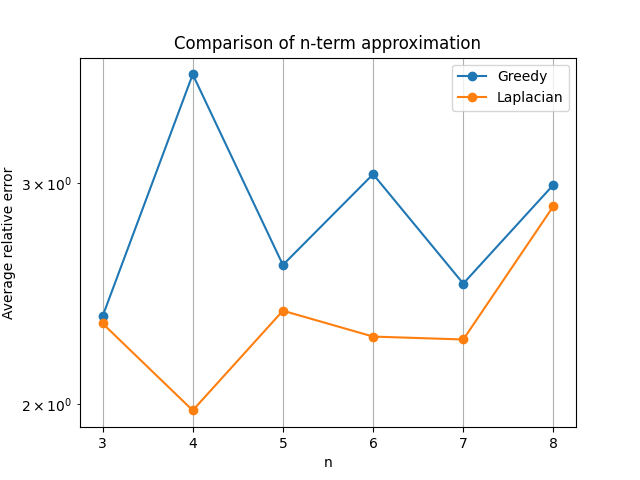 Comparison of n-term approximation
Greedy
Laplacian
Average relative error
3 × 10⁰
2 × 10⁰
3 4 5 6 7 8
n